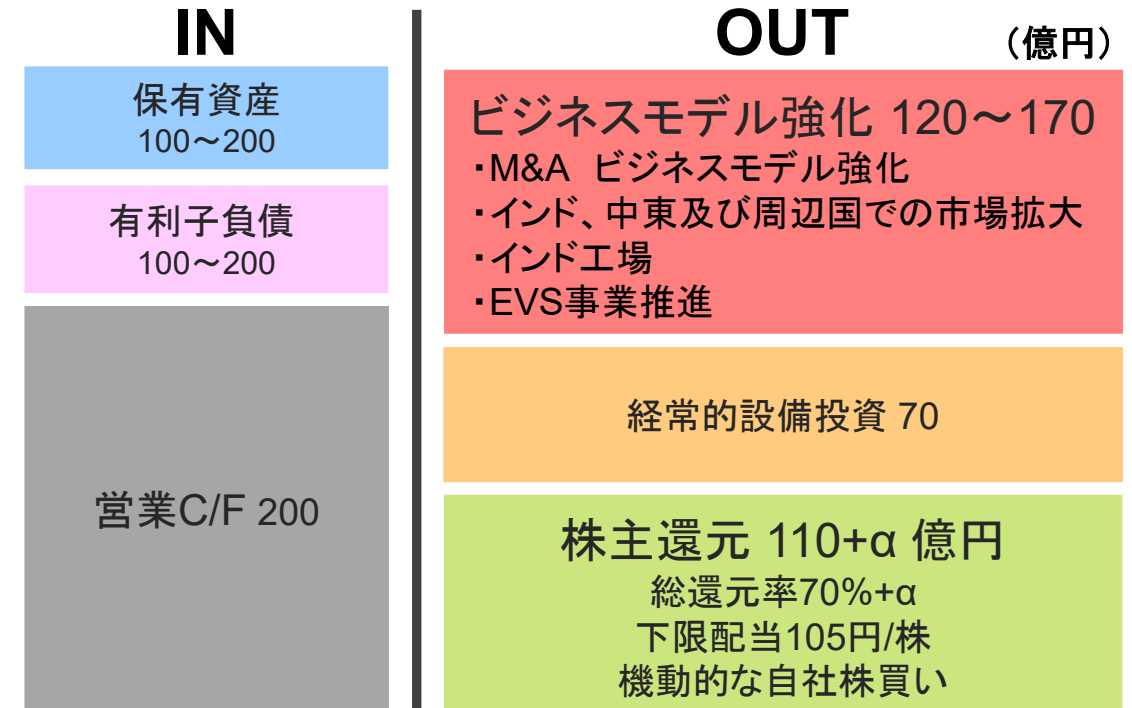 IN
保有資産
100～200
有利子負債
100～200
営業C/F 200
OUT
（億円）
ビジネスモデル強化 120～170
・M&A ビジネスモデル強化
・インド、中東及び周辺国での市場拡大
・インド工場
・EVS事業推進
経常的設備投資 70
株主還元 110+α 億円
総還元率70%+α
下限配当105円/株
機動的な自社株買い